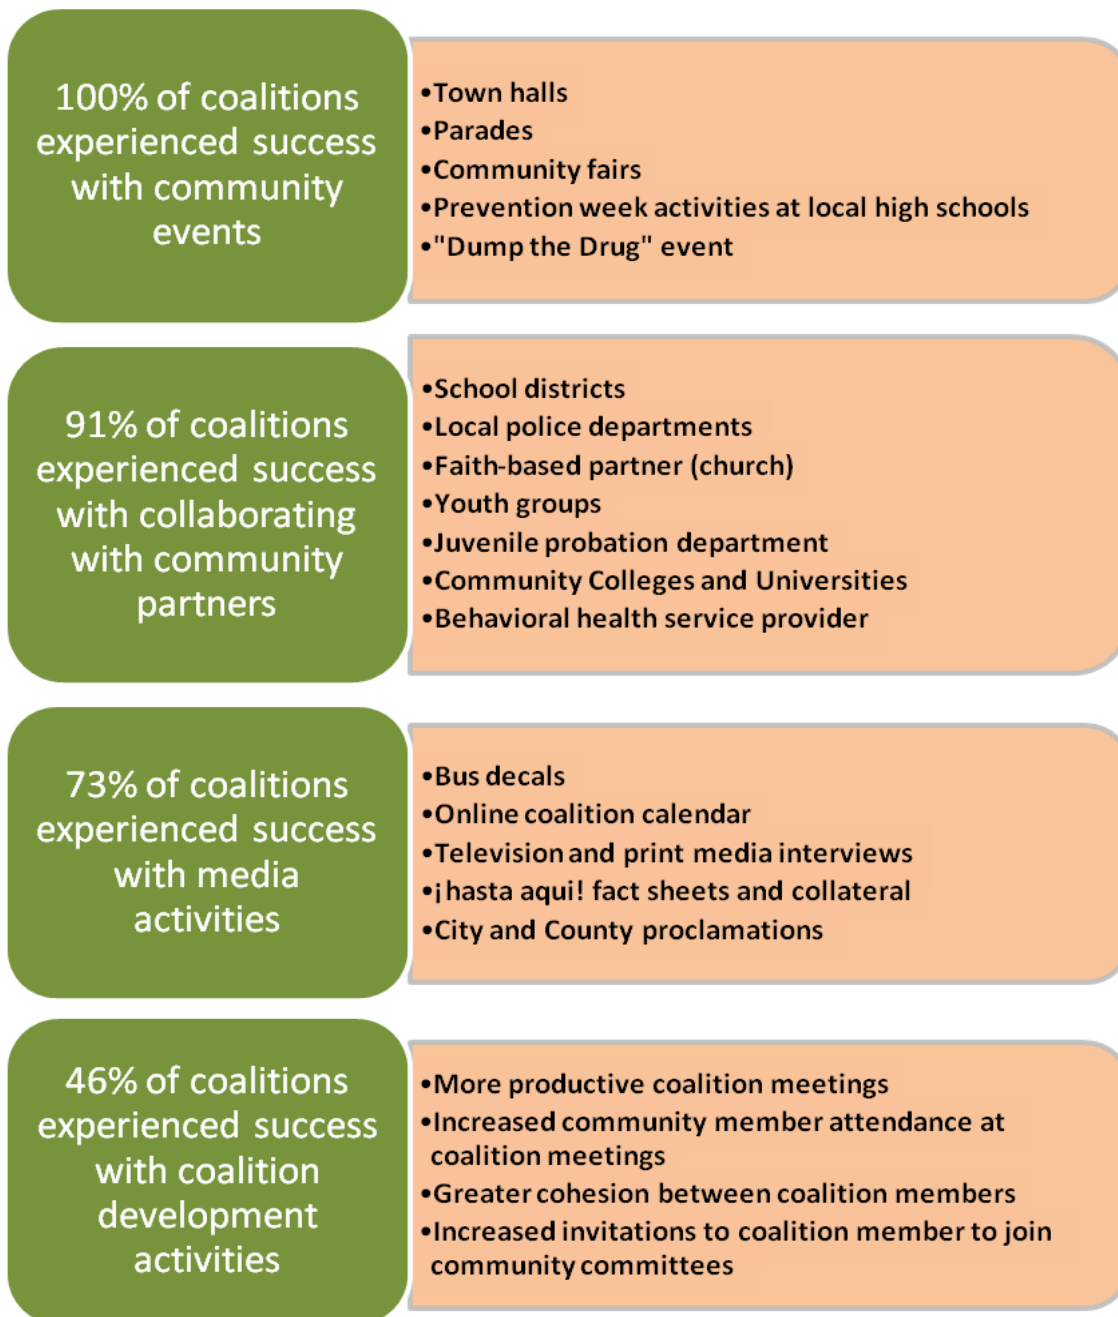 100% of coalitions
experienced success
with community
events
•Town halls
•Parades
•Community fairs
•Prevention week activities at local high schools
•"Dump the Drug" event
91% of coalitions
experienced success
with collaborating
with community
partners
•School districts
•Local police departments
•Faith-based partner (church)
•Youth groups
•Juvenile probation department
•Community Colleges and Universities
•Behavioral health service provider
73% of coalitions
experienced success
with media
activities
•Bus decals
•Online coalition calendar
•Television and print media interviews
•¡hasta aqui! fact sheets and collateral
•City and County proclamations
46% of coalitions
experienced success
with coalition
development
activities
•More productive coalition meetings
•Increased community member attendance at
coalition meetings
•Greater cohesion between coalition members
•Increased invitations to coalition member to join
community committees